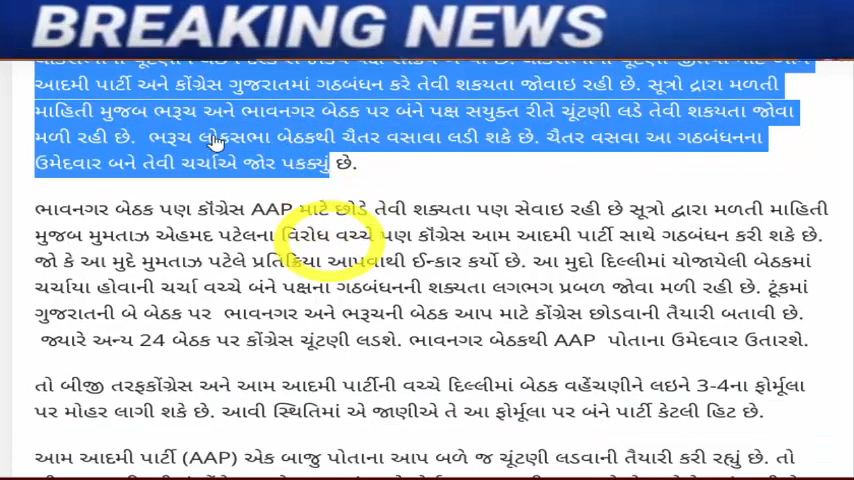 BREAKING NEWS
આદમી પાર્ટી અને કોંગ્રેસ ગુજરાતમાં ગઠબંધન કરે તેવી શકયતા જોવાઇ રહી છે. સૂત્રો દ્રારા મળતી
માહિતી મુજબ ભરૂચ અને ભાવનગર બેઠક પર બંને પક્ષ સયુક્ત રીતે ચૂંટણી લડે તેવી શકયતા જોવા
મળી રહી છે. ભરૂચ લોકસભા બેઠકથી ચૈતર વસાવા લડી શકે છે. ચૈતર વસવા આ ગઠબંધનના
ઉમેદવાર બને તેવી ચર્ચાએ જોર પકક્યું છે.
ભાવનગર બેઠક પણ કૉંગ્રેસ AAP માટે છોડે તેવી શક્યતા પણ સેવાઇ રહી છે સૂત્રો દ્વારા મળતી માહિતી
મુજબ મુમતાઝ એહમદ પટેલના વિરોધ વચ્ચે પણ કૉંગ્રેસ આમ આદમી પાર્ટી સાથે ગઠબંધન કરી શકે છે.
જો કે આ મુદે મુમતાઝ પટેલે પ્રતિક્રિયા આપવાથી ઈન્કાર કર્યો છે. આ મુદો દિલ્લીમાં યોજાયેલી બેઠકમાં
ચર્ચાયા હોવાની ચર્ચા વચ્ચે બંને પક્ષના ગઠબંધનની શક્યતા લગભગ પ્રબળ જોવા મળી રહી છે. ટૂંકમાં
ગુજરાતની બે બેઠક પર ભાવનગર અને ભરૂચની બેઠક આપ માટે કોંગ્રેસ છોડવાની તૈયારી બતાવી છે.
જ્યારે અન્ય 24 બેઠક પર કોંગ્રેસ ચૂંટણી લડશે. ભાવનગર બેઠકથી AAP પોતાના ઉમેદવાર ઉતારશે.
તો બીજી તરફકોંગ્રેસ અને આમ આદમી પાર્ટીની વચ્ચે દિલ્લીમાં બેઠક વહેંચણીને લઇને 3-4ના ફોર્મૂલા
પર મોહર લાગી શકે છે. આવી સ્થિતિમાં એ જાણીએ તે આ ફોર્મૂલા પર બંને પાર્ટી કેટલી હિટ છે.
આમ આદમી પાર્ટી (AAP) એક બાજુ પોતાના આપ બળે જ ચૂંટણી લડવાની તૈયારી કરી રહ્યું છે. તો